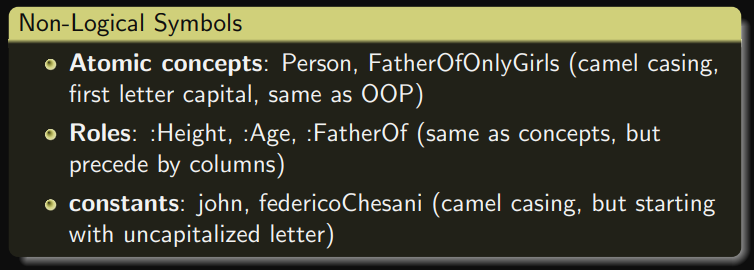 Non-Logical Symbols
Atomic concepts: Person, FatherOfOnlyGirls (camel casing,
first letter capital, same as OOP)
Roles: :Height, :Age, :FatherOf (same as concepts, but
precede by columns)
constants: john, federicoChesani (camel casing, but starting
with uncapitalized letter)